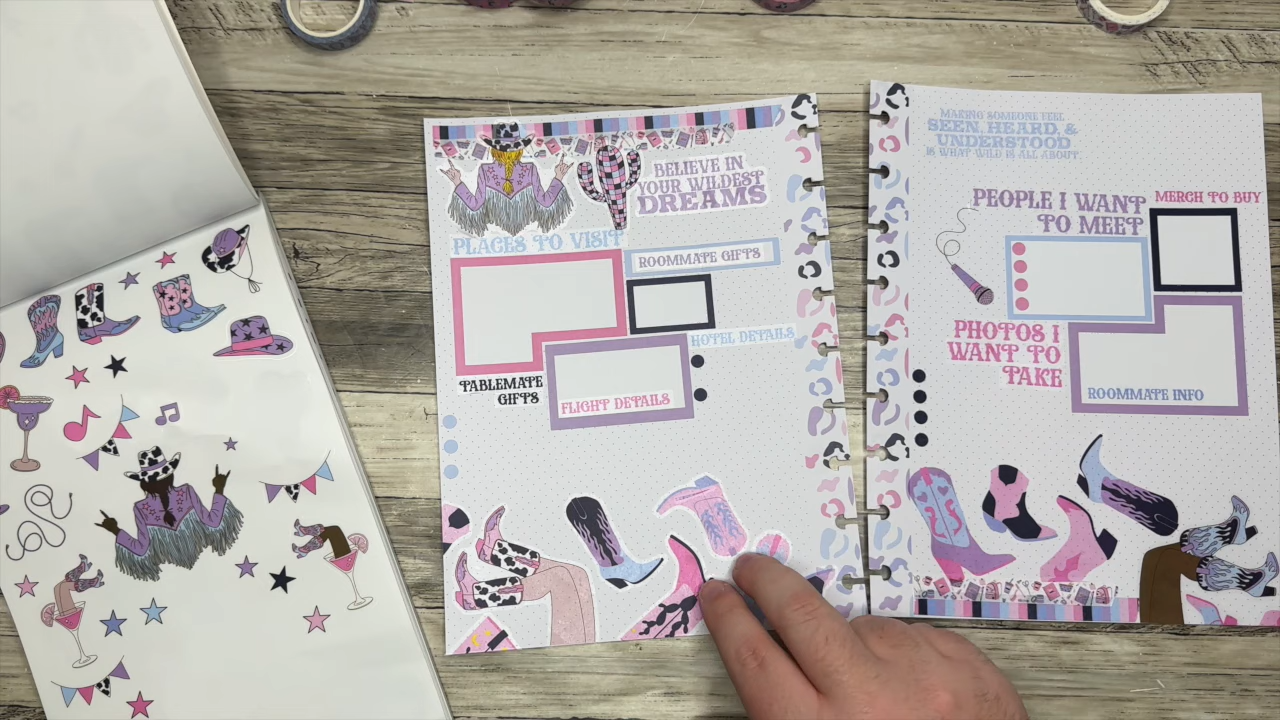 BELIEVE IN
YOUR WILDEST
DREAMS
PLACES TO VISIT
ROOMMATE GIFTS
HOTEL DETAILS
TABLEMATE
GIFTS
FLIGHT DETAILS
MAKING SOMEONE FEEL
SEEN, HEARD, &
UNDERSTOOD
IS WHAT WILD IS ALL ABOUT.
PEOPLE I WANT
TO MEET
MERCH TO BUY
PHOTOS I
WANT TO
TAKE
ROOMMATE INFO